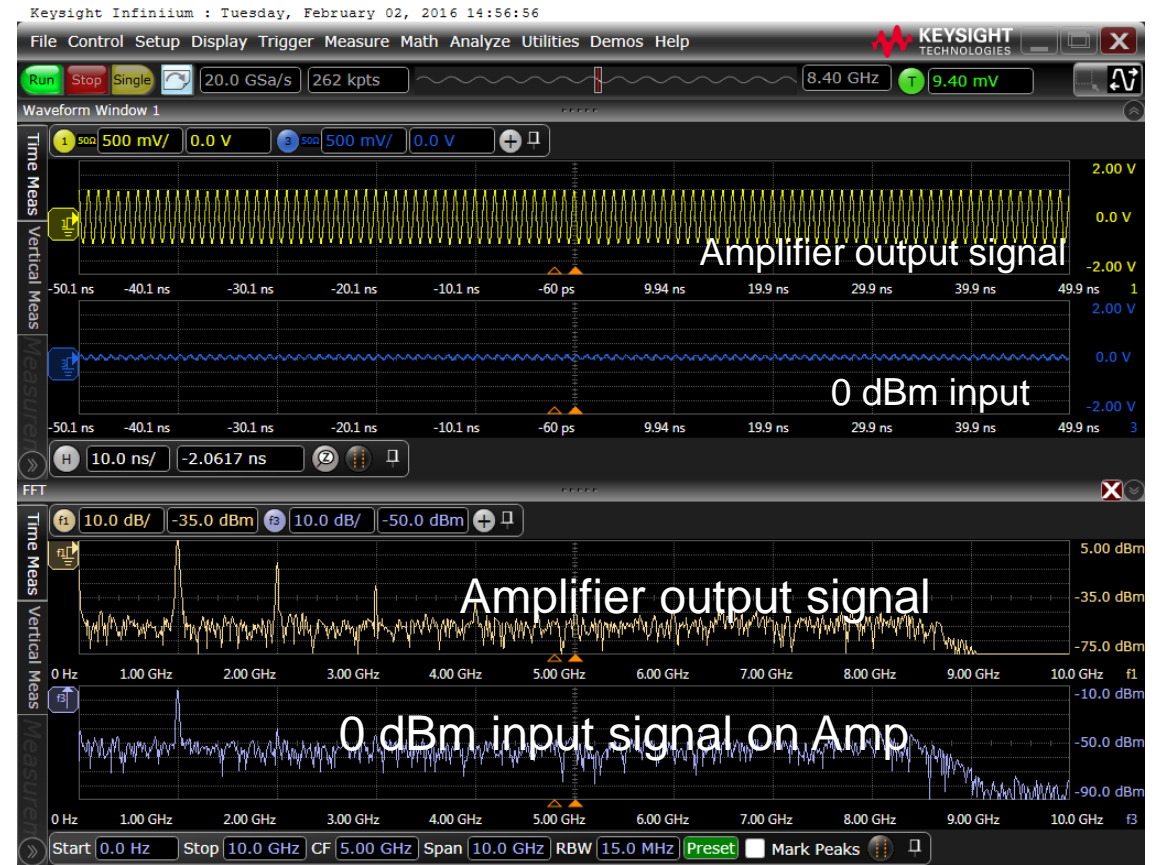 Keysight Infiniium : Tuesday, February 02, 2016 14:56:56
File Control Setup Display Trigger Measure Math Analyze Utilities Demos Help
KEYSIGHT
TECHNOLOGIES
Run Stop Single 20.0 GSa/s 262 kpts 8.40 GHz T 9.40 mV
Waveform Window 1
Time Meas
Vertical Meas
1 50Ω 500 mV/ 0.0 V 3 50Ω 500 mV/ 0.0 V
2.00 V
0.0 V
Amplifier output signal
-2.00 V
-50.1 ns -40.1 ns -30.1 ns -20.1 ns -10.1 ns -60 ps 9.94 ns 19.9 ns 29.9 ns 39.9 ns 49.9 ns 1
2.00 V
0.0 V
0 dBm input
-2.00 V
-50.1 ns -40.1 ns -30.1 ns -20.1 ns -10.1 ns -60 ps 9.94 ns 19.9 ns 29.9 ns 39.9 ns 49.9 ns 3
H 10.0 ns/ -2.0617 ns Z
FFT
Time Meas
Vertical Meas
f1 10.0 dB/ -35.0 dBm f3 10.0 dB/ -50.0 dBm
f1
5.00 dBm
Amplifier output signal
-35.0 dBm
-75.0 dBm
0 Hz 1.00 GHz 2.00 GHz 3.00 GHz 4.00 GHz 5.00 GHz 6.00 GHz 7.00 GHz 8.00 GHz 9.00 GHz 10.0 GHz f1
f3
-10.0 dBm
0 dBm input signal on Amp
-50.0 dBm
-90.0 dBm
0 Hz 1.00 GHz 2.00 GHz 3.00 GHz 4.00 GHz 5.00 GHz 6.00 GHz 7.00 GHz 8.00 GHz 9.00 GHz 10.0 GHz f3
Start 0.0 Hz Stop 10.0 GHz CF 5.00 GHz Span 10.0 GHz RBW 15.0 MHz Preset Mark Peaks